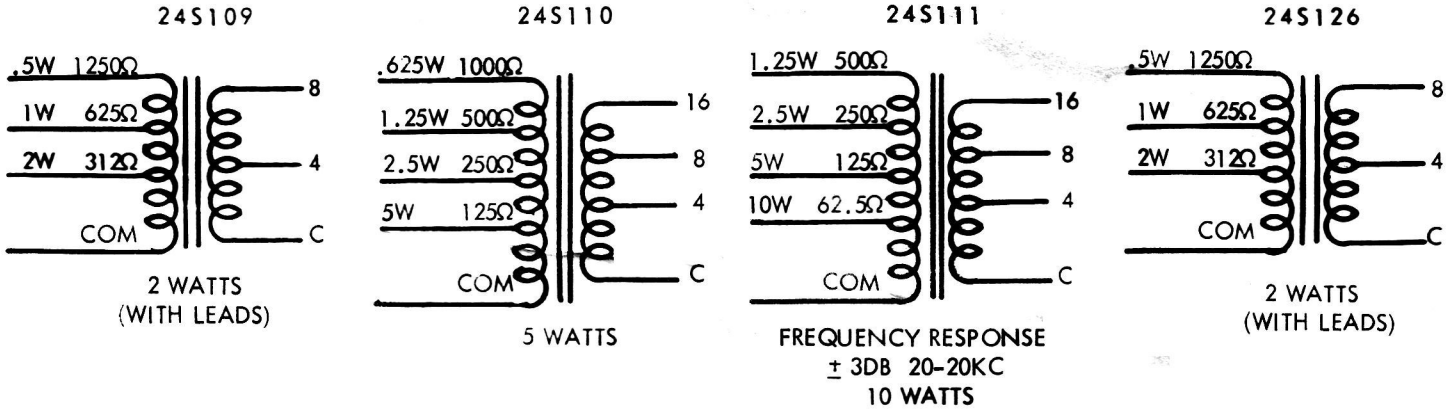 24S109
.5W 1250Ω
1W 625Ω
2W 312Ω
COM
8
4
C
2 WATTS
(WITH LEADS)
24S110
.625W 1000Ω
1.25W 500Ω
2.5W 250Ω
5W 125Ω
COM
16
8
4
C
5 WATTS
24S111
1.25W 500Ω
2.5W 250Ω
5W 125Ω
10W 62.5Ω
COM
16
8
4
C
FREQUENCY RESPONSE
± 3DB 20-20KC
10 WATTS
24S126
.5W 1250Ω
1W 625Ω
2W 312Ω
COM
8
4
C
2 WATTS
(WITH LEADS)